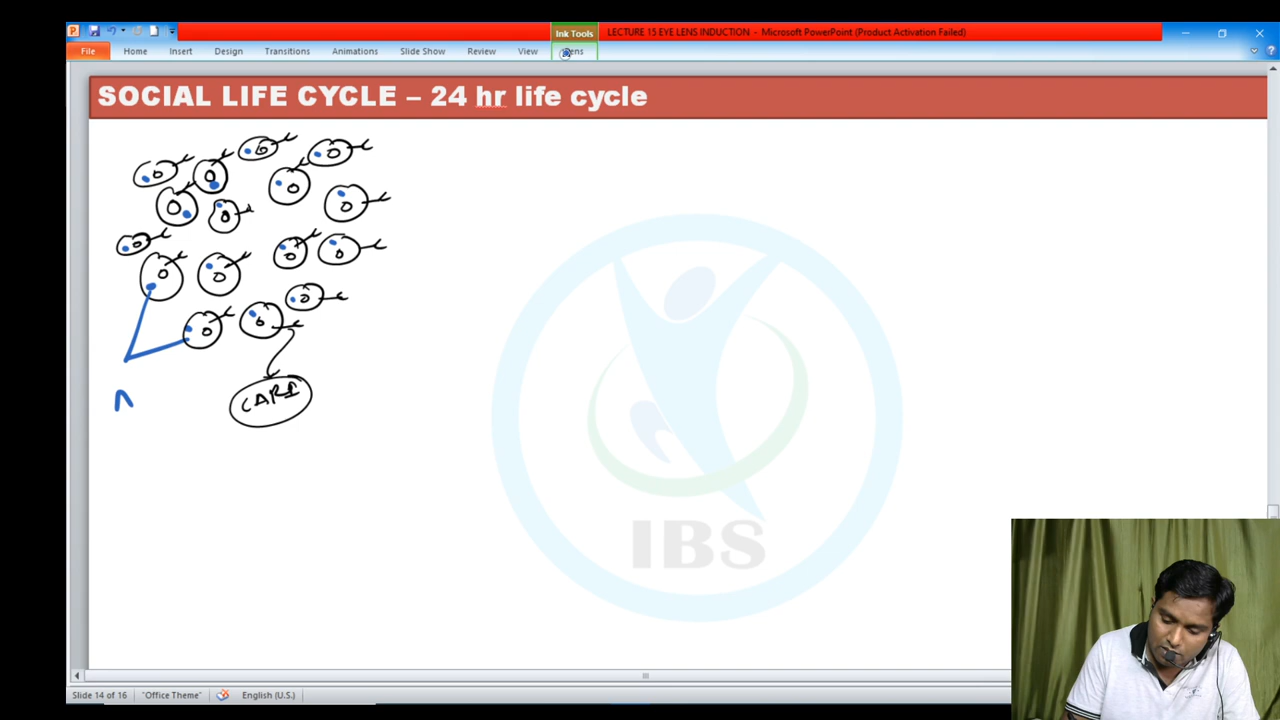 Ink Tools
LECTURE 15 EYE LENS INDUCTION - Microsoft PowerPoint (Product Activation Failed)
File Home Insert Design Transitions Animations Slide Show Review View Pens
SOCIAL LIFE CYCLE – 24 hr life cycle
IBS
Slide 14 of 16 "Office Theme" English (U.S.)